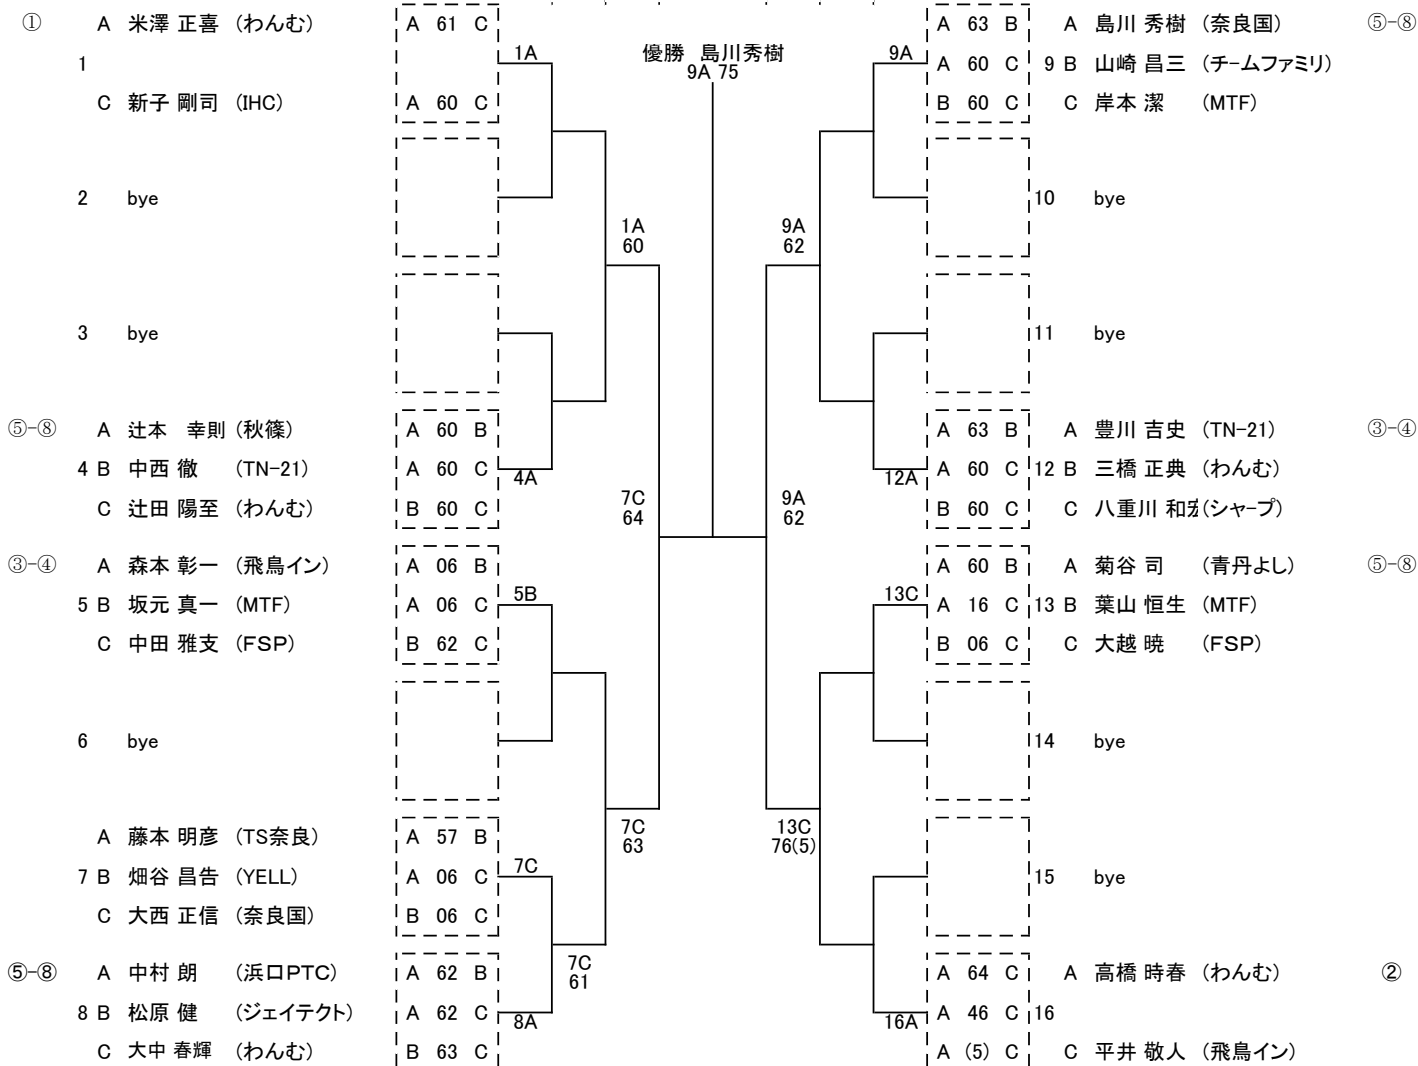 ① A 米澤 正喜 (わんむ) A 61 C
1 1A
C 新子 剛司 (IHC) A 60 C
2 bye
1A
60
3 bye
⑤-⑧ A 辻本 幸則 (秋篠) A 60 B
4 B 中西 徹 (TN-21) A 60 C 4A
C 辻田 陽至 (わんむ) B 60 C
7C
64
③-④ A 森本 彰一 (飛鳥イン) A 06 B
5 B 坂元 真一 (MTF) A 06 C 5B
C 中田 雅支 (FSP) B 62 C
6 bye
7C
63
A 藤本 明彦 (TS奈良) A 57 B
7 B 畑谷 昌告 (YELL) A 06 C 7C
C 大西 正信 (奈良国) B 06 C
7C
61
⑤-⑧ A 中村 朗 (浜口PTC) A 62 B
8 B 松原 健 (ジェイテクト) A 62 C 8A
C 大中 春輝 (わんむ) B 63 C
優勝 島川秀樹
9A 75
A 63 B A 島川 秀樹 (奈良国) ⑤-⑧
9A A 60 C 9 B 山崎 昌三 (チームファミリ)
B 60 C C 岸本 潔 (MTF)
10 bye
9A
62
11 bye
A 63 B A 豊川 吉史 (TN-21) ③-④
12A A 60 C 12 B 三橋 正典 (わんむ)
B 60 C C 八重川 和(シャープ)
9A
62
A 60 B A 菊谷 司 (青丹よし) ⑤-⑧
13C A 16 C 13 B 葉山 恒生 (MTF)
B 06 C C 大越 暁 (FSP)
14 bye
13C
76(5)
15 bye
A 64 C A 高橋 時春 (わんむ) ②
16A A 46 C 16
A (5) C C 平井 敬人 (飛鳥イン)